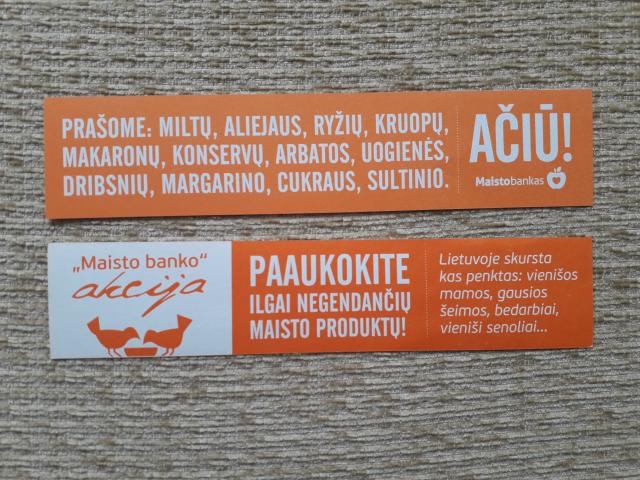 PRAŠOME: MILTŲ, ALIEJAUS, RYŽIŲ, KRUOPŲ,
MAKARONŲ, KONSERVŲ, ARBATOS, UOGIENĖS,
DRIBSNIŲ, MARGARINO, CUKRAUS, SULTINIO.
AČIŪ!
Maistobankas
„Maisto banko“
akcija
PAAUKOKITE
ILGAI NEGENDANČIŲ
MAISTO PRODUKTŲ!
Lietuvoje skursta
kas penktas: vienišos
mamos, gausios
šeimos, bedarbiai,
vieniši senoliai...